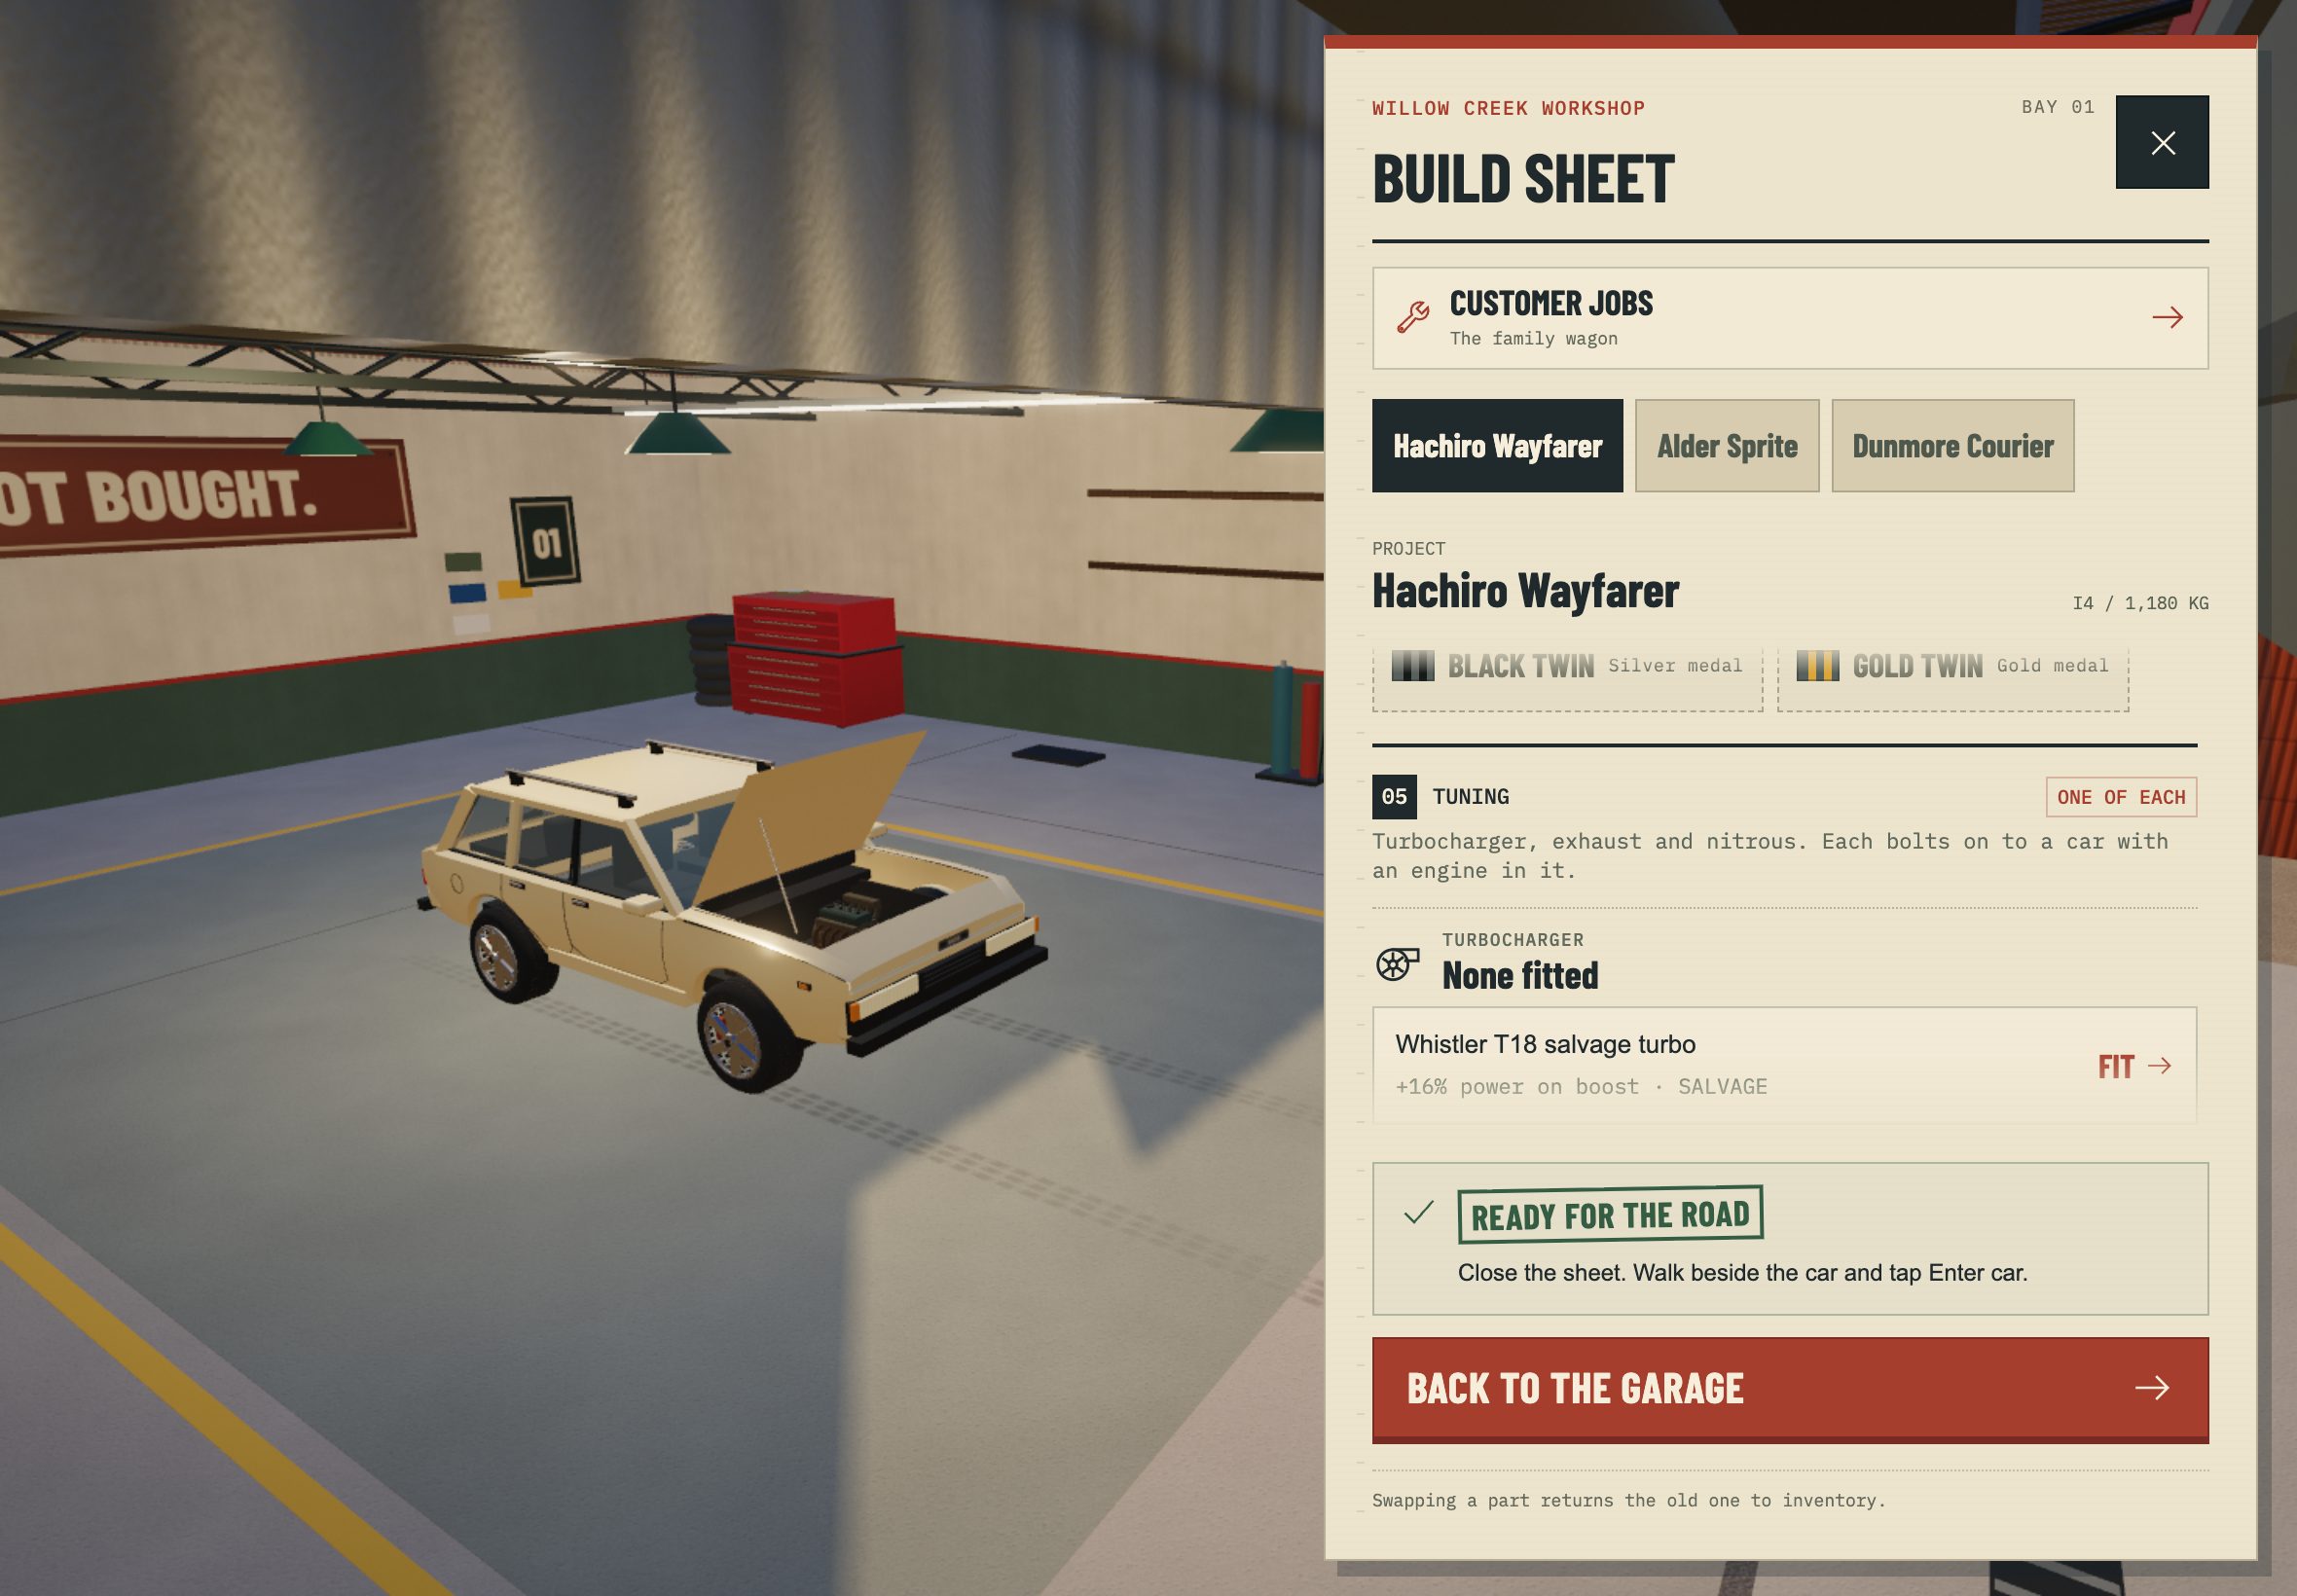 OT BOUGHT.
01
WILLOW CREEK WORKSHOP
BAY 01
BUILD SHEET
CUSTOMER JOBS
The family wagon
Hachiro Wayfarer
Alder Sprite
Dunmore Courier
PROJECT
Hachiro Wayfarer
I4 / 1,180 KG
BLACK TWIN Silver medal
GOLD TWIN Gold medal
05 TUNING
ONE OF EACH
Turbocharger, exhaust and nitrous. Each bolts on to a car with
an engine in it.
TURBOCHARGER
None fitted
Whistler T18 salvage turbo
+16% power on boost · SALVAGE
FIT
READY FOR THE ROAD
Close the sheet. Walk beside the car and tap Enter car.
BACK TO THE GARAGE
Swapping a part returns the old one to inventory.